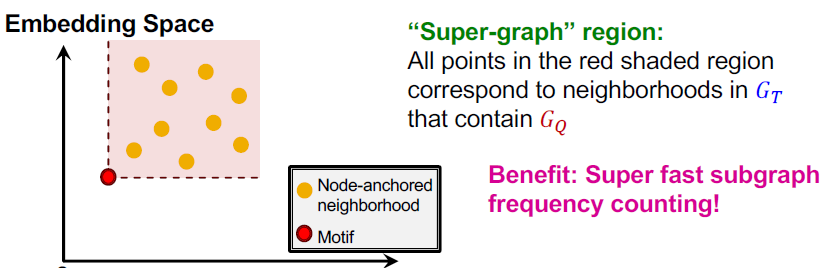 Embedding Space
“Super-graph” region:
All points in the red shaded region
correspond to neighborhoods in G_T
that contain G_Q
Benefit: Super fast subgraph
frequency counting!
Node-anchored
neighborhood
Motif